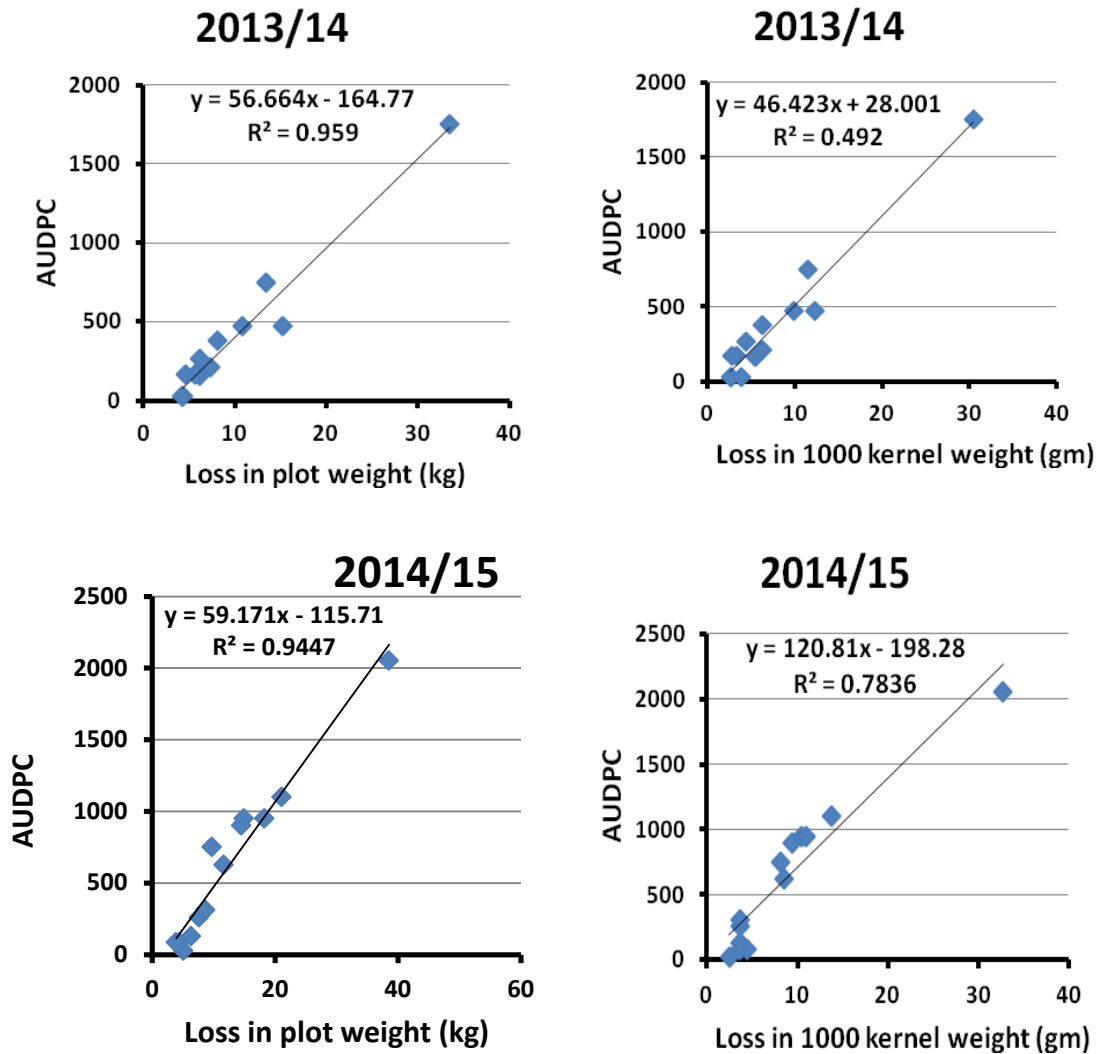 2013/14
y = 56.664x - 164.77
R² = 0.959
2000
1500
1000
500
0
0 10 20 30 40
AUDPC
Loss in plot weight (kg)
2013/14
y = 46.423x + 28.001
R² = 0.492
2000
1500
1000
500
0
0 10 20 30 40
AUDPC
Loss in 1000 kernel weight (gm)
2014/15
y = 59.171x - 115.71
R² = 0.9447
2500
2000
1500
1000
500
0
0 20 40 60
AUDPC
Loss in plot weight (kg)
2014/15
y = 120.81x - 198.28
R² = 0.7836
2500
2000
1500
1000
500
0
0 10 20 30 40
AUDPC
Loss in 1000 kernel weight (gm)